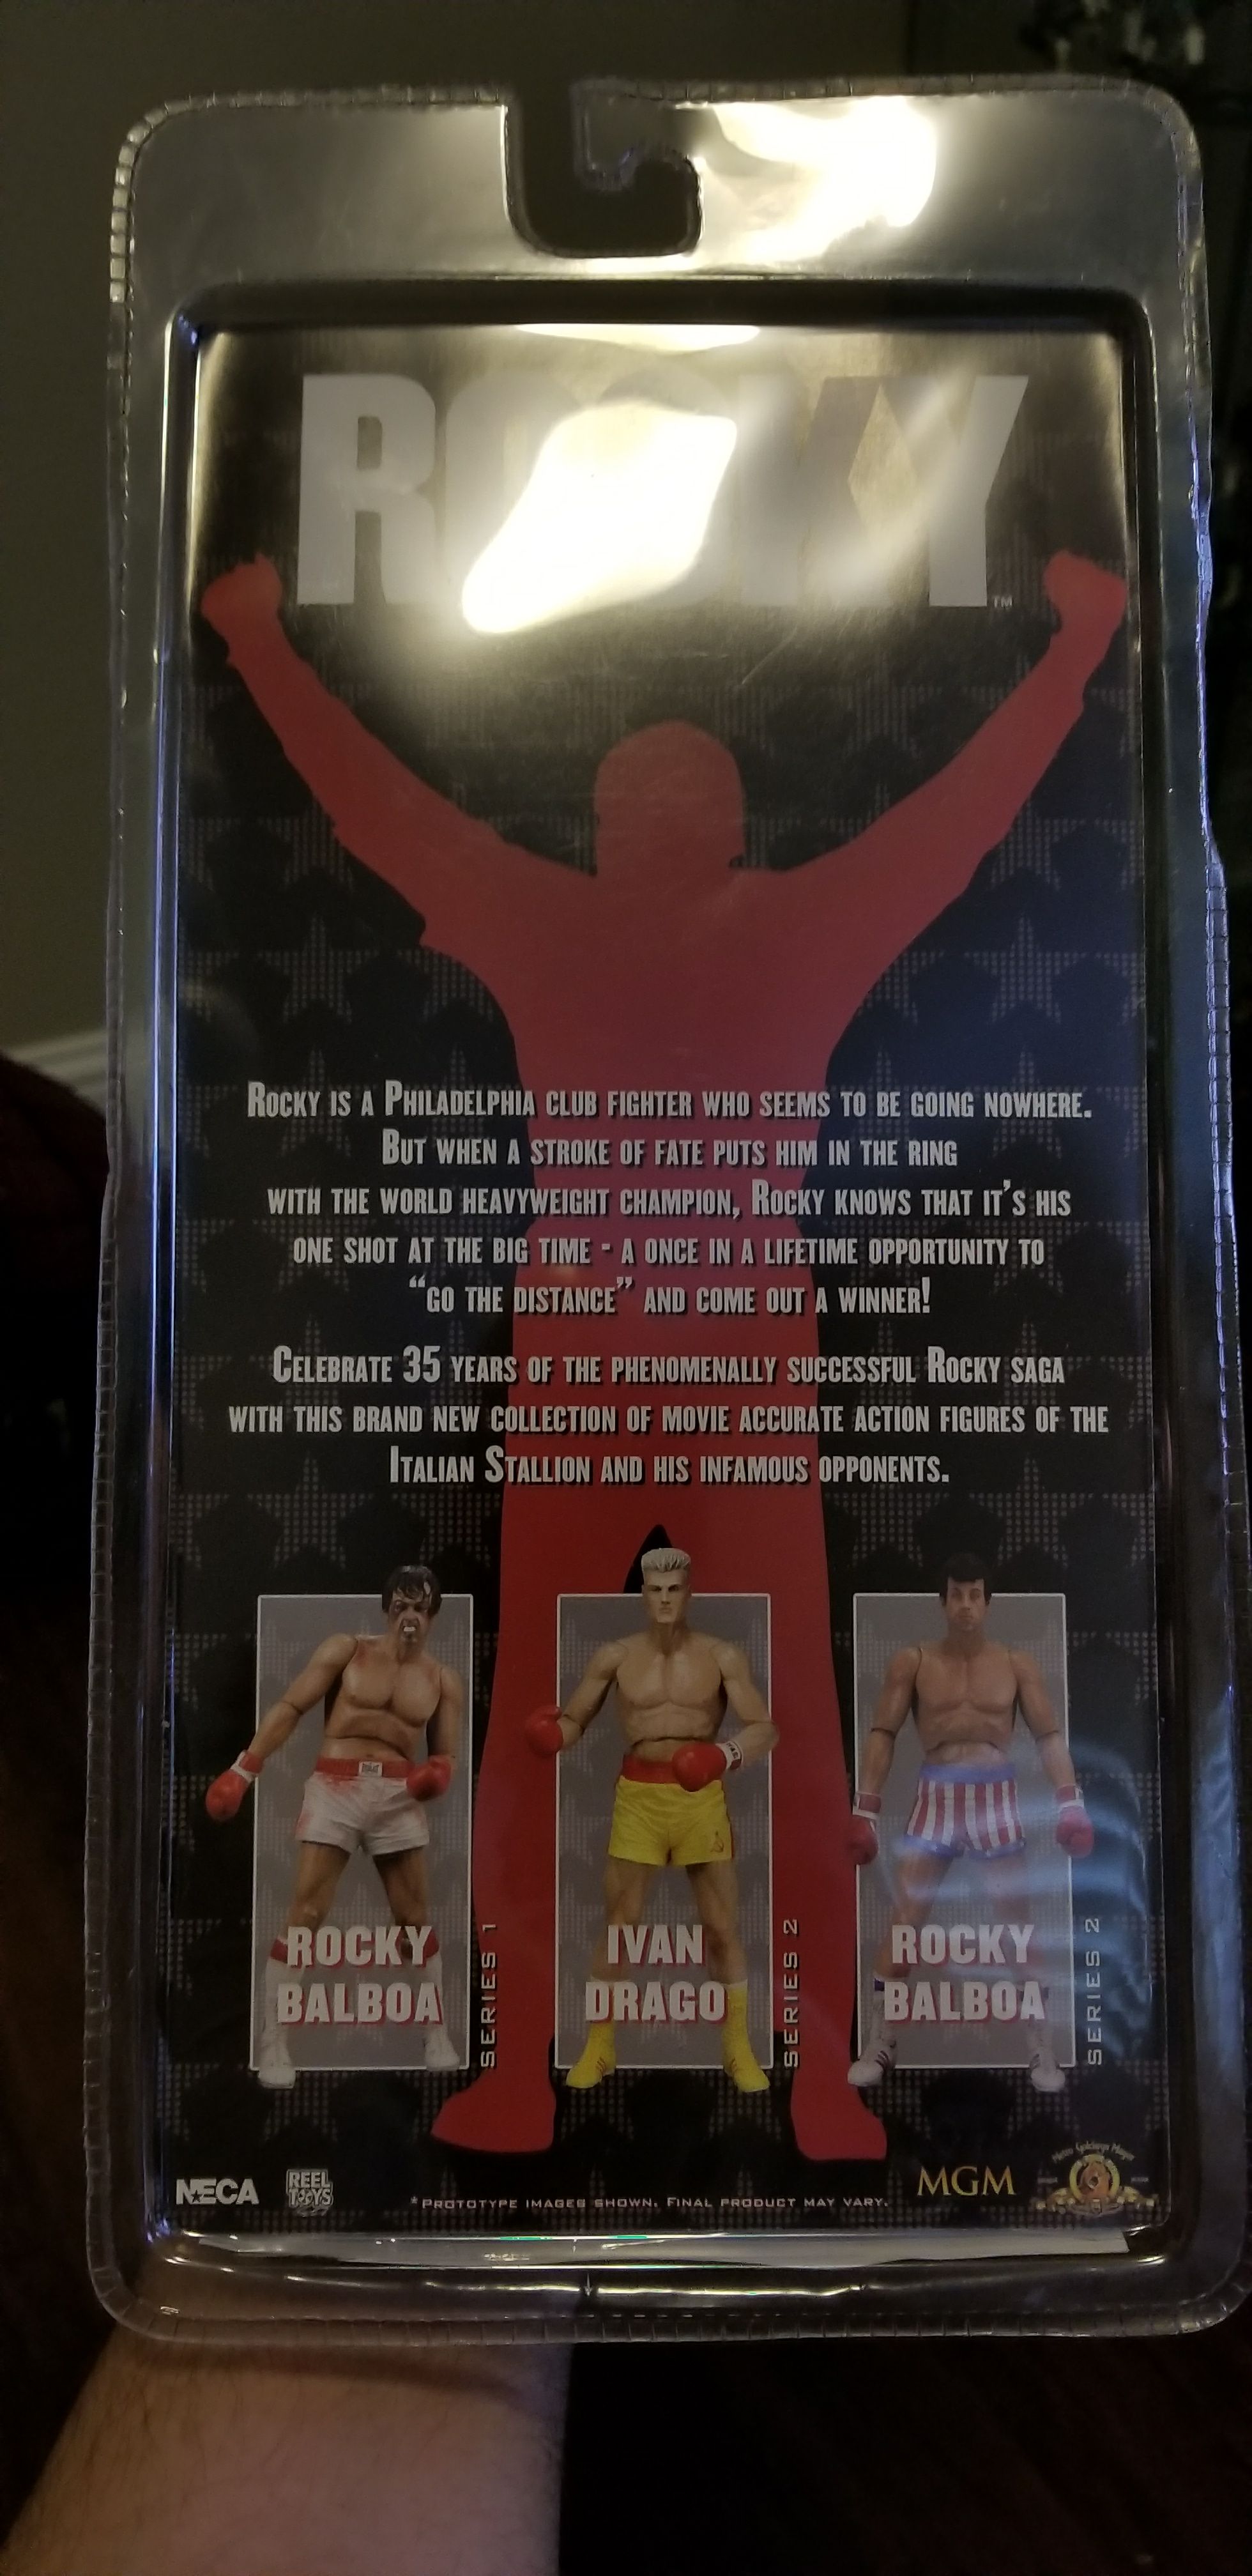 ROCKY™
Rocky is a Philadelphia club fighter who seems to be going nowhere.
But when a stroke of fate puts him in the ring
with the world heavyweight champion, Rocky knows that it's his
one shot at the big time - a once in a lifetime opportunity to
"go the distance" and come out a winner!
Celebrate 35 years of the phenomenally successful Rocky saga
with this brand new collection of movie accurate action figures of the
Italian Stallion and his infamous opponents.
ROCKY
BALBOA
SERIES 1
IVAN
DRAGO
SERIES 2
ROCKY
BALBOA
SERIES 2
NECA
REEL
TOYS
*Prototype images shown. Final product may vary.
MGM
Metro Goldwyn Mayer